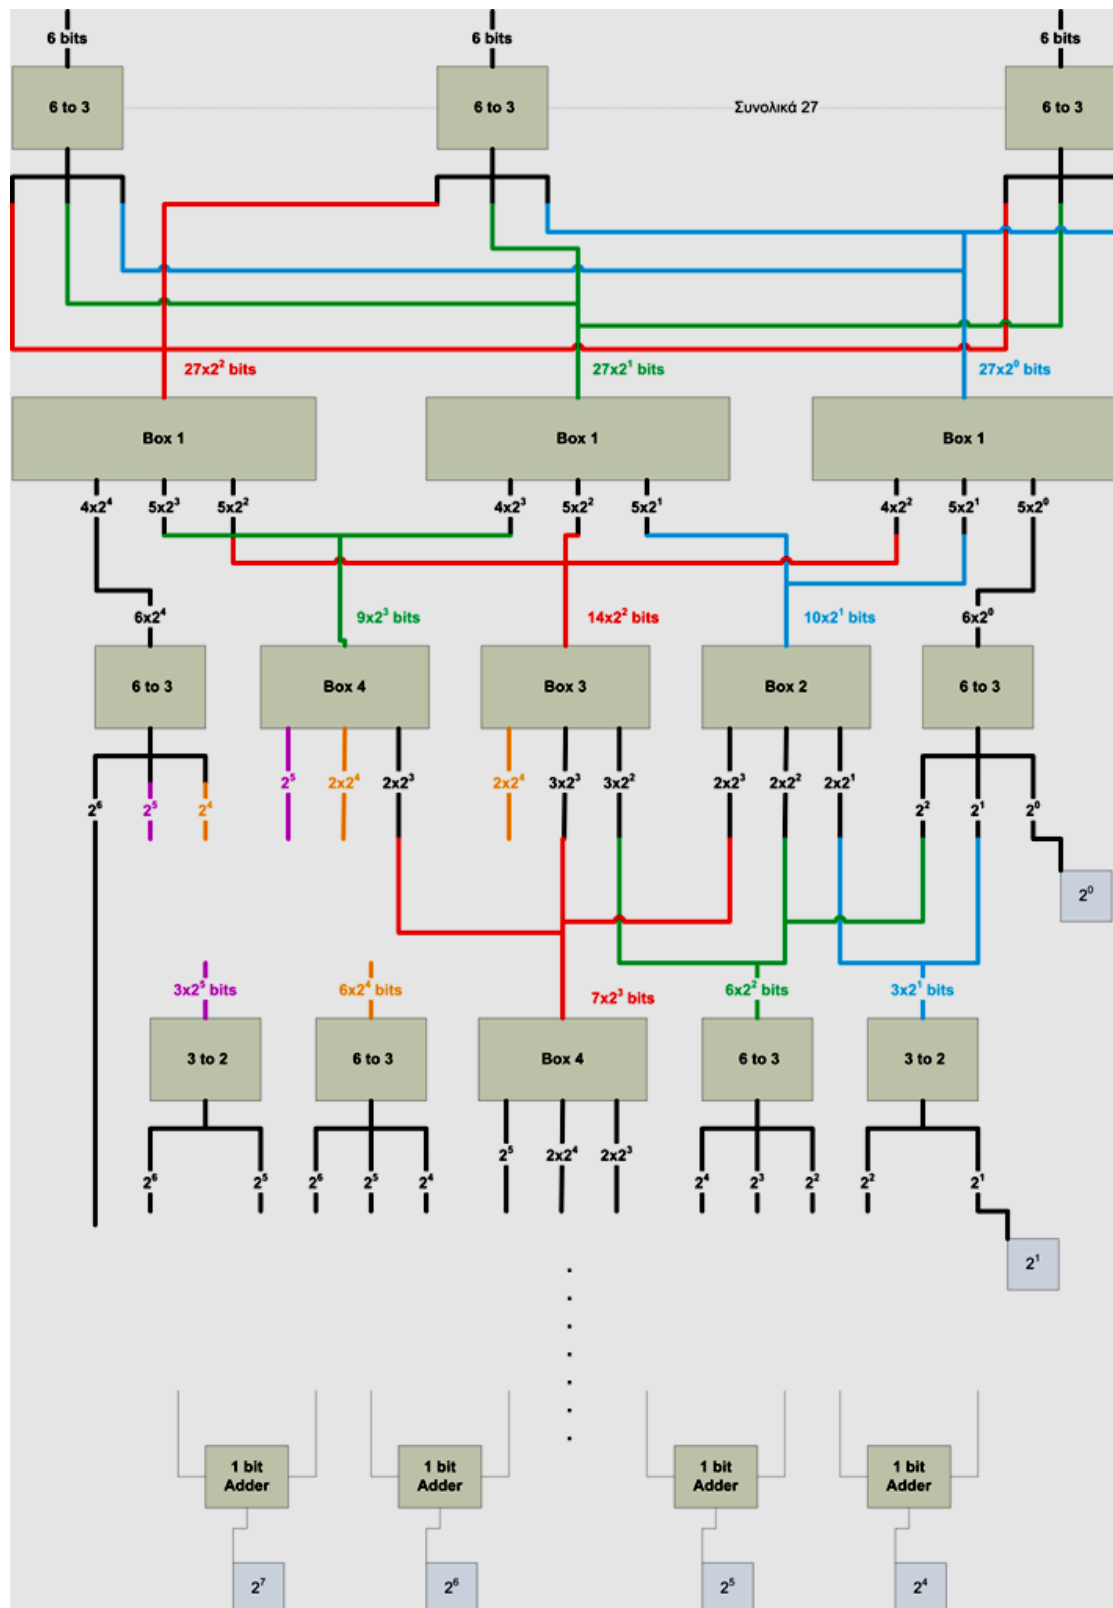 6 bits 6 bits 6 bits
6 to 3 6 to 3 Συνολικά 27 6 to 3
27x2² bits 27x2¹ bits 27x2⁰ bits
Box 1 Box 1 Box 1
4x2⁴ 5x2³ 5x2² 4x2³ 5x2² 5x2¹ 4x2² 5x2¹ 5x2⁰
6x2⁴ 9x2³ bits 14x2² bits 10x2¹ bits 6x2⁰
6 to 3 Box 4 Box 3 Box 2 6 to 3
2⁵ 2x2⁴ 2x2³ 2x2⁴ 3x2³ 3x2² 2x2³ 2x2² 2x2¹
2⁶ 2⁵ 2⁴ 2² 2¹ 2⁰
2⁰
3x2⁵ bits 6x2⁴ bits 7x2³ bits 6x2² bits 3x2¹ bits
3 to 2 6 to 3 Box 4 6 to 3 3 to 2
2⁵ 2x2⁴ 2x2³
2⁶ 2⁵ 2⁶ 2⁵ 2⁴ 2⁴ 2³ 2² 2² 2¹
2¹
1 bit 1 bit 1 bit 1 bit
Adder Adder Adder Adder
2⁷ 2⁶ 2⁵ 2⁴